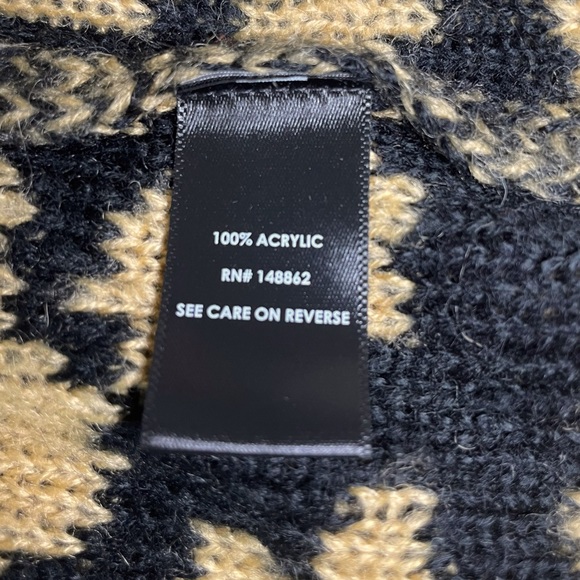 100% ACRYLIC
RN# 148862
SEE CARE ON REVERSE